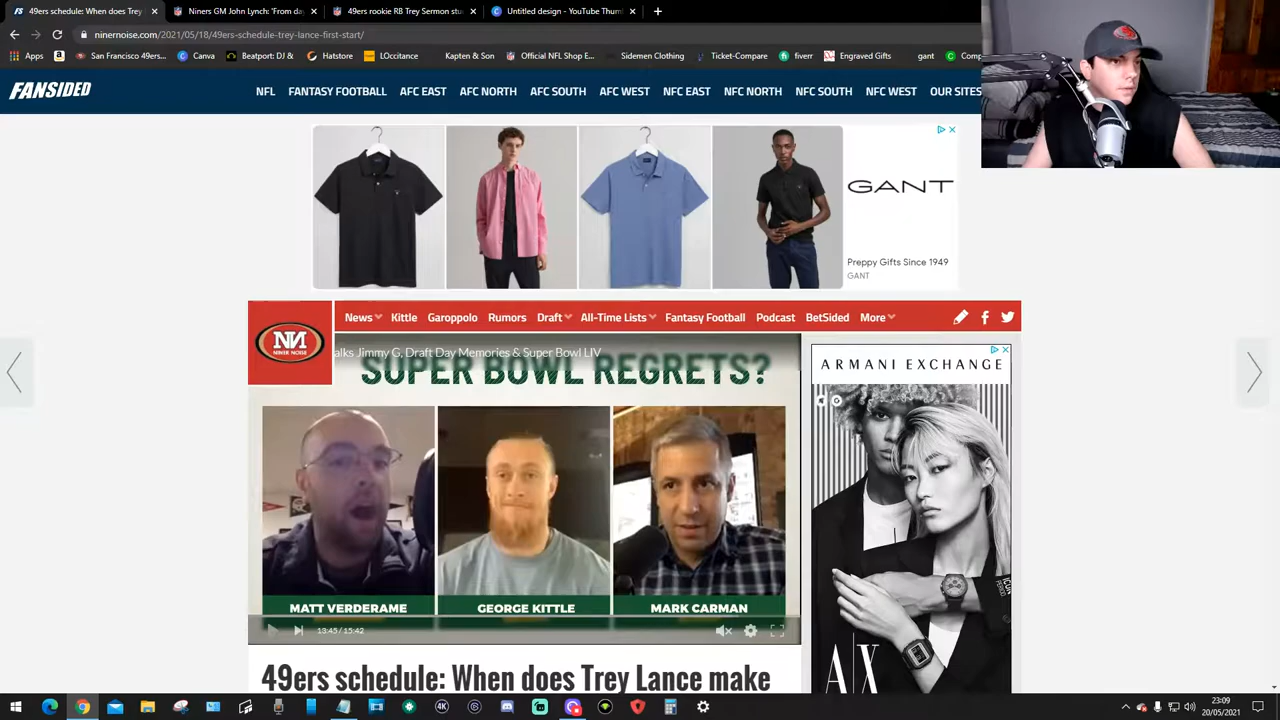 49ers schedule: When does Trey
Niners GM John Lynch: 'From da
49ers rookie RB Trey Sermon stu
Untitled design - YouTube Thum
ninernoise.com/2021/05/18/49ers-schedule-trey-lance-first-start/
Apps
San Francisco 49ers...
Canva
Beatport: DJ &
Hatstore
LOccitane
Kapten & Son
Official NFL Shop E...
Sidemen Clothing
Ticket-Compare
fiverr
Engraved Gifts
gant
FANSIDED
NFL
FANTASY FOOTBALL
AFC EAST
AFC NORTH
AFC SOUTH
AFC WEST
NFC EAST
NFC NORTH
NFC SOUTH
NFC WEST
OUR SITES
GANT
Preppy Gifts Since 1949
GANT
NN
NINER NOISE
News
Kittle
Garoppolo
Rumors
Draft
All-Time Lists
Fantasy Football
Podcast
BetSided
More
alks Jimmy G, Draft Day Memories & Super Bowl LIV
SUPER BOWL REGRETS?
MATT VERDERAME
GEORGE KITTLE
MARK CARMAN
13:45 / 15:42
49ers schedule: When does Trey Lance make
ARMANI EXCHANGE
A|X
23:09
20/05/2021